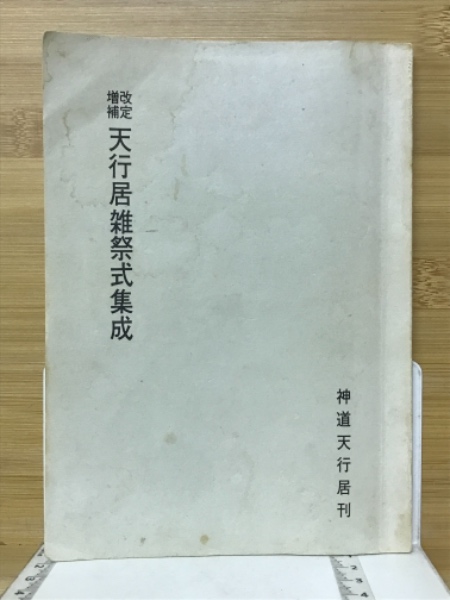 改定
増補
天行居雑祭式集成
神道天行居刊